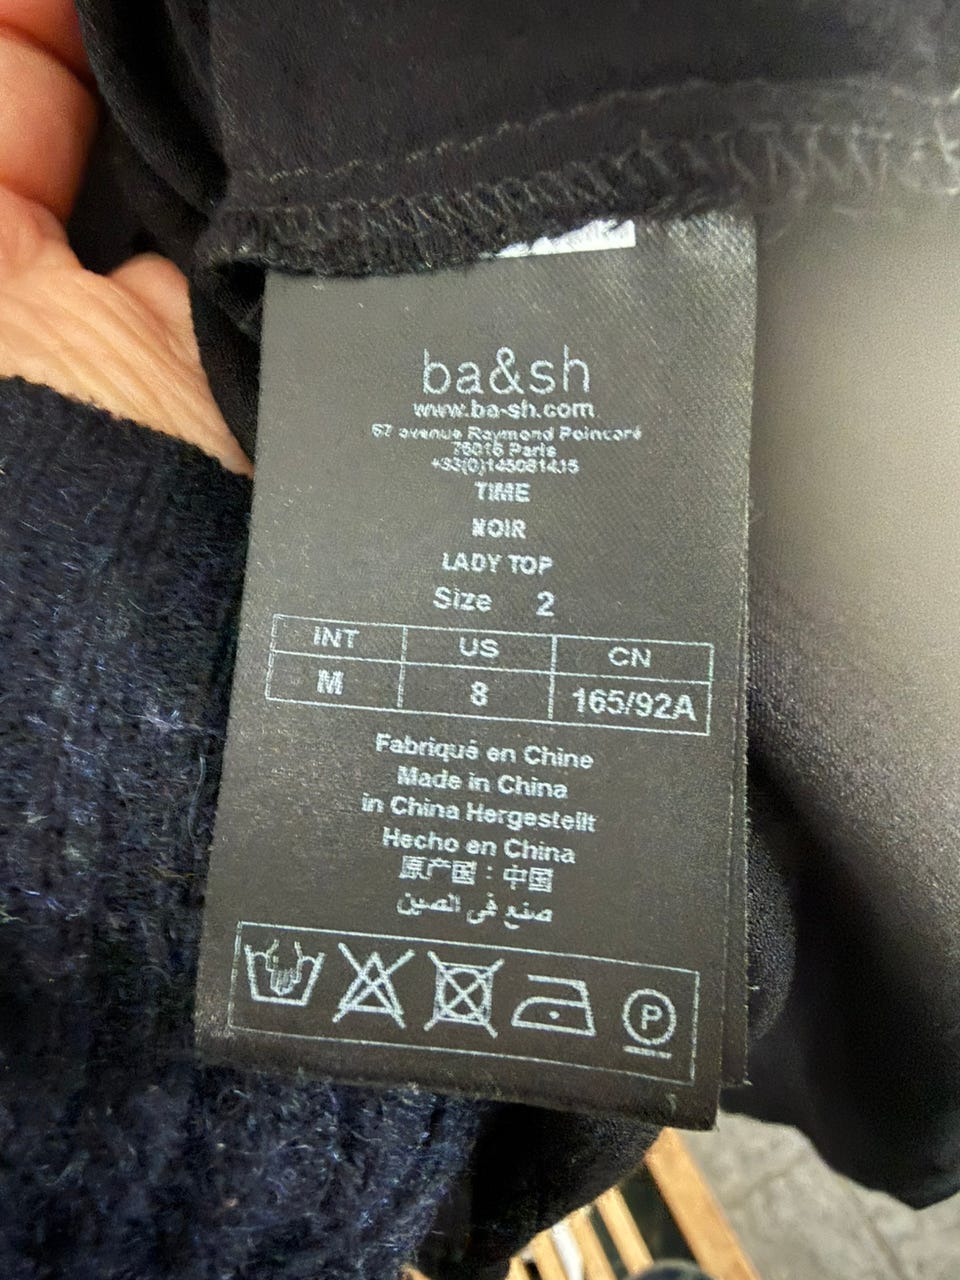 ba&sh
www.ba-sh.com
67 avenue Raymond Poincaré
75016 Paris
+33(0)145081415
TIME
NOIR
LADY TOP
Size 2
INT US CN
M 8 165/92A
Fabriqué en Chine
Made in China
in China Hergestellt
Hecho en China
原产国：中国
صنع في الصين
P